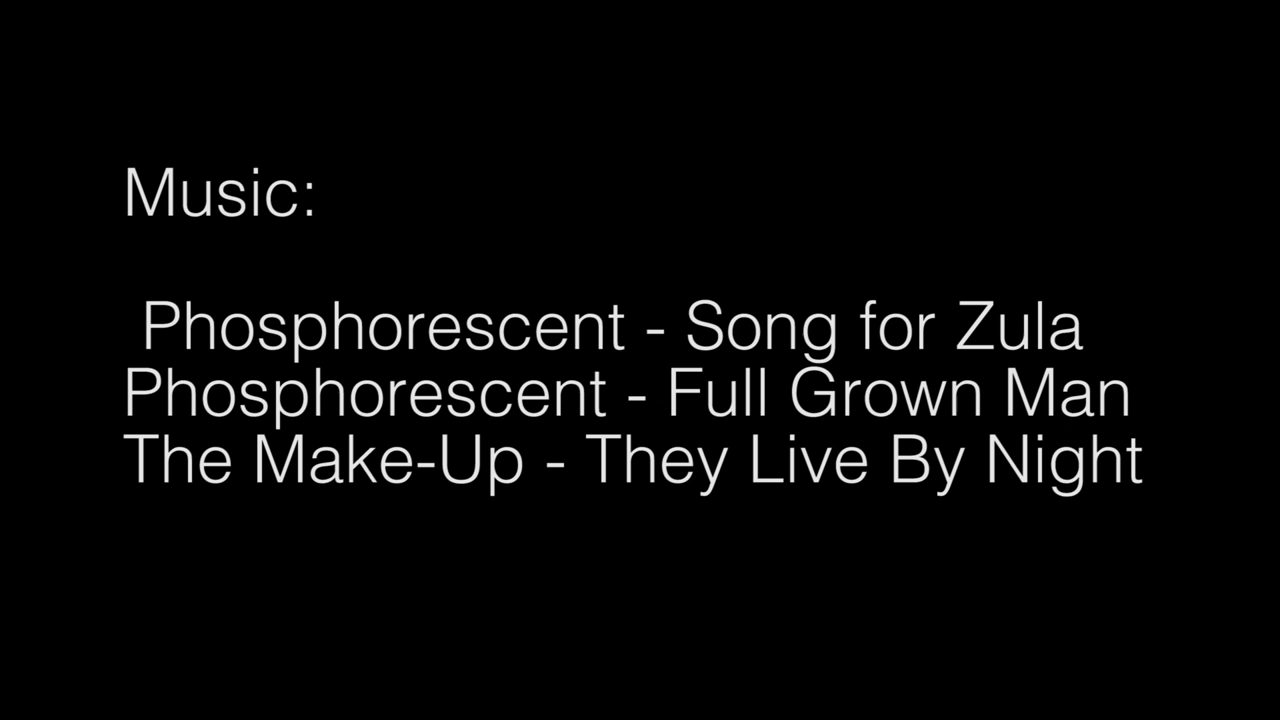 Music:
Phosphorescent - Song for Zula
Phosphorescent - Full Grown Man
The Make-Up - They Live By Night